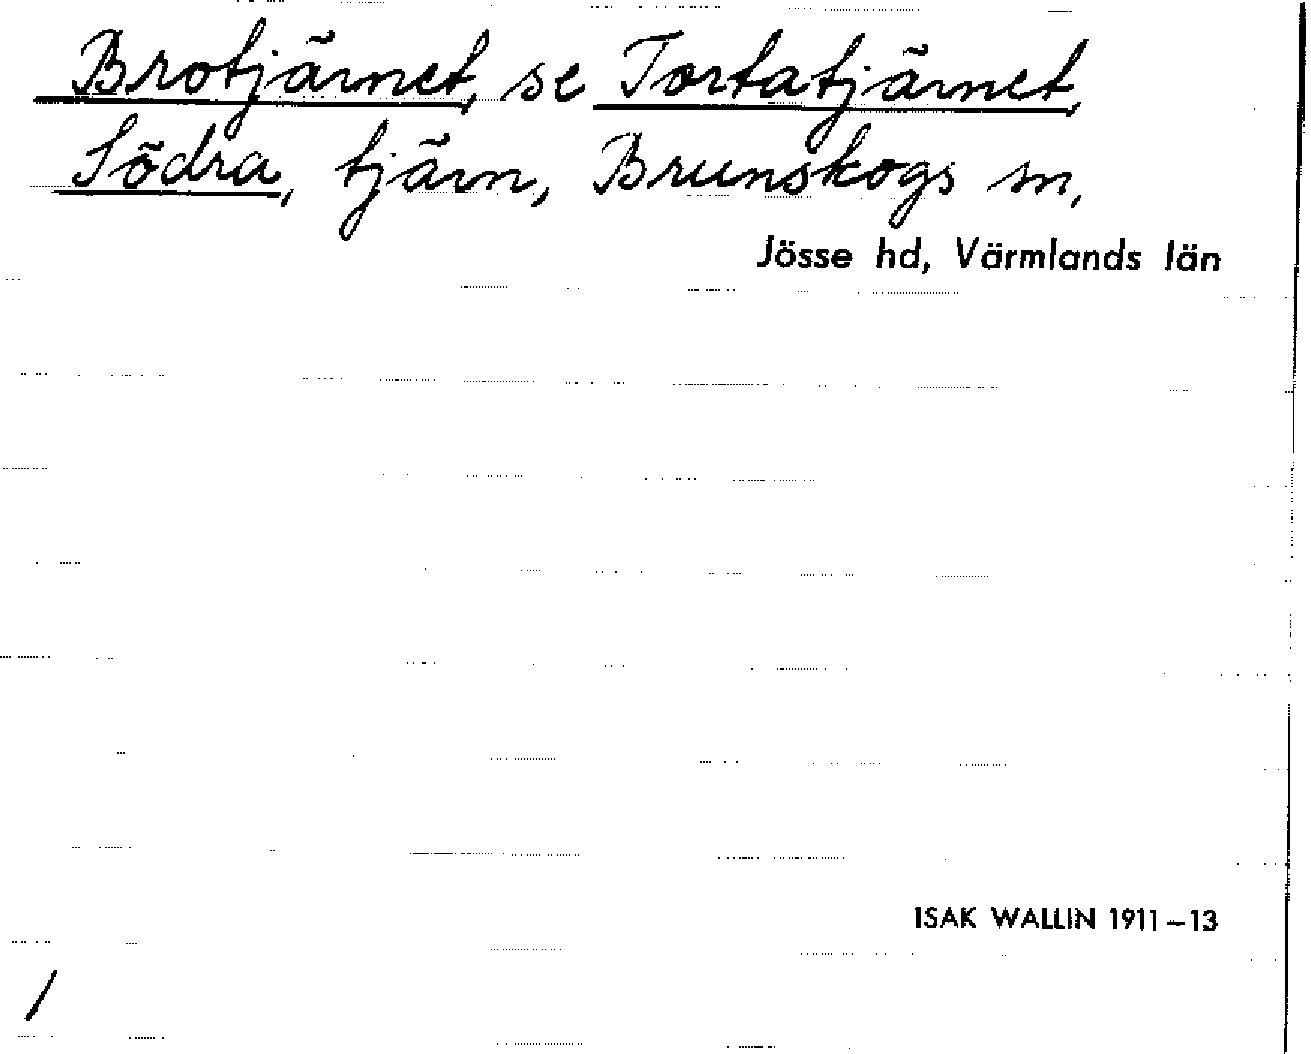 Brotjärnet, se Tortatjärnet,
Södra, tjärn, Brunskogs sn,
Jösse hd, Värmlands län
ISAK WALLIN 1911–13
/